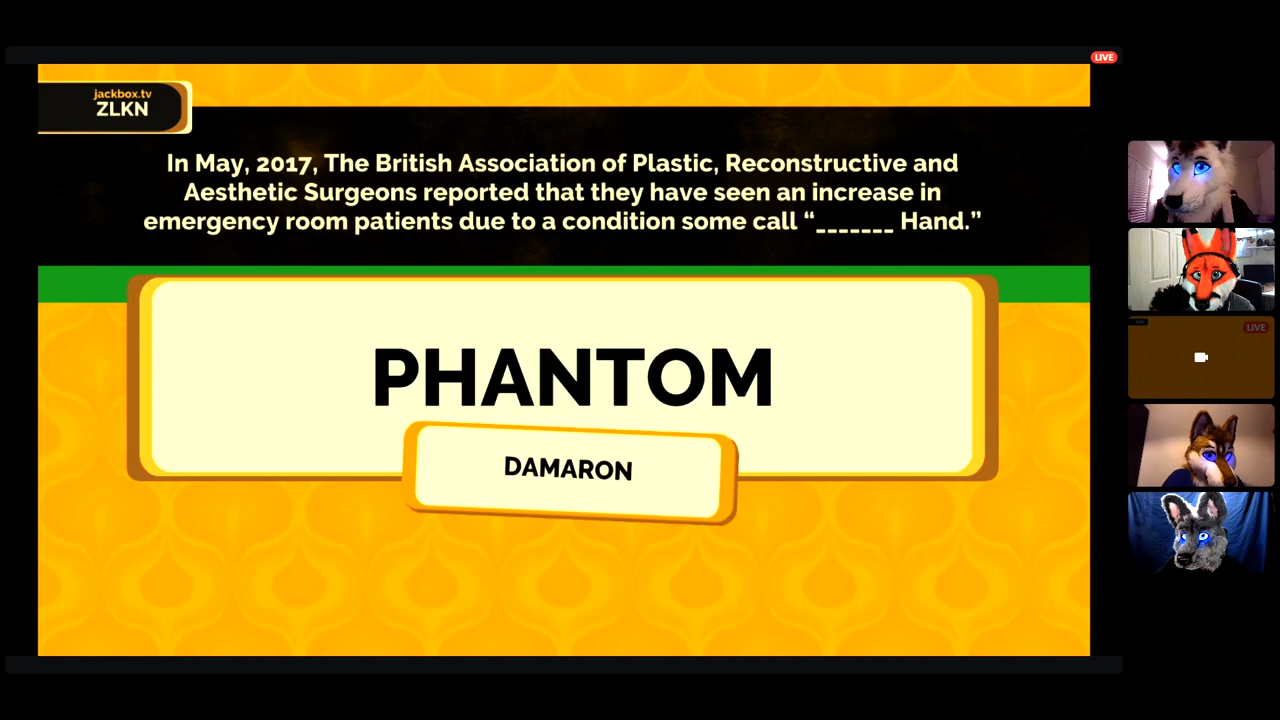 LIVE
jackbox.tv
ZLKN
In May, 2017, The British Association of Plastic, Reconstructive and
Aesthetic Surgeons reported that they have seen an increase in
emergency room patients due to a condition some call “_______ Hand.”
PHANTOM
DAMARON
LIVE